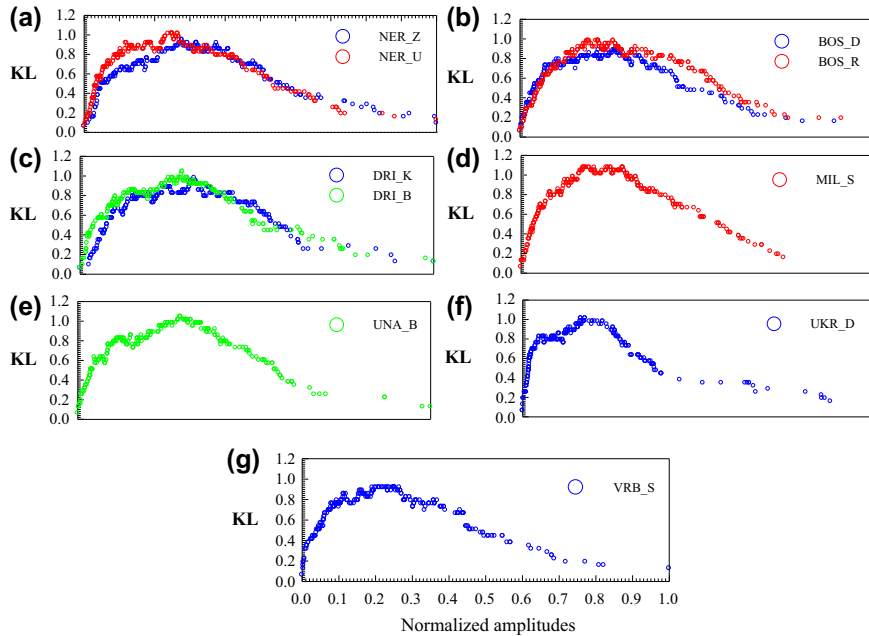 (a)
1.2
1.0
0.8
0.6
0.4
0.2
0.0
KL
NER_Z
NER_U
(b)
1.2
1.0
0.8
0.6
0.4
0.2
0.0
BOS_D
BOS_R
(c)
1.2
1.0
0.8
0.6
0.4
0.2
0.0
KL
DRI_K
DRI_B
(d)
1.2
1.0
0.8
0.6
0.4
0.2
0.0
MIL_S
(e)
1.2
1.0
0.8
0.6
0.4
0.2
0.0
KL
UNA_B
(f)
1.2
1.0
0.8
0.6
0.4
0.2
0.0
KL
UKR_D
(g)
1.2
1.0
0.8
0.6
0.4
0.2
0.0
KL
VRB_S
0.0 0.1 0.2 0.3 0.4 0.5 0.6 0.7 0.8 0.9 1.0
Normalized amplitudes